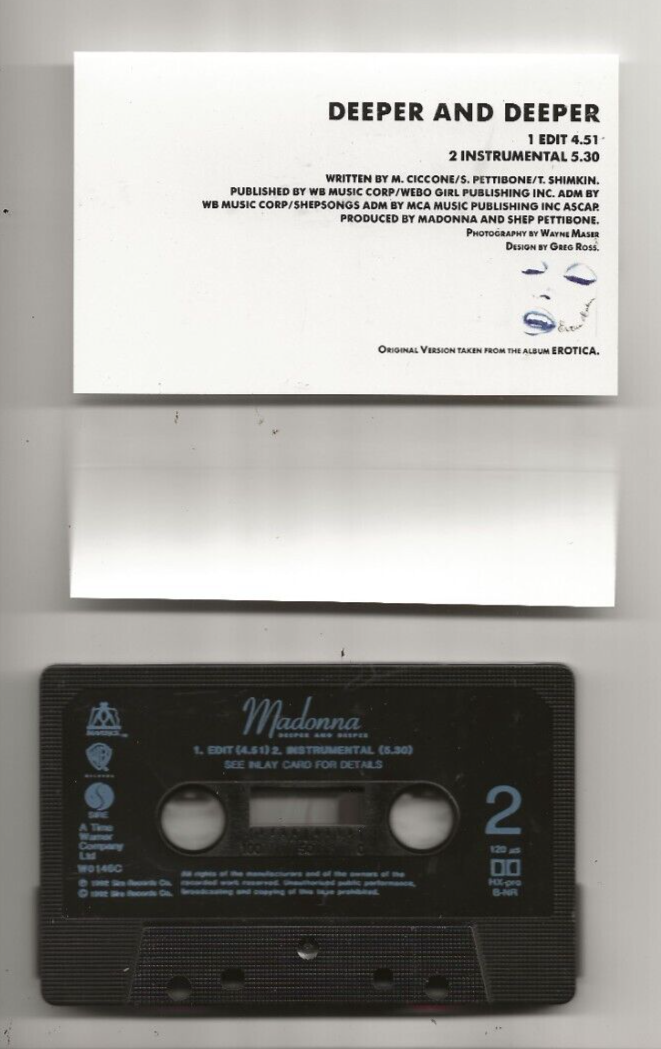 DEEPER AND DEEPER
1 EDIT 4.51
2 INSTRUMENTAL 5.30
WRITTEN BY M. CICCONE/S. PETTIBONE/T. SHIMKIN.
PUBLISHED BY WB MUSIC CORP/WEBO GIRL PUBLISHING INC. ADM BY
WB MUSIC CORP/SHEPSONGS ADM BY MCA MUSIC PUBLISHING INC ASCAP.
PRODUCED BY MADONNA AND SHEP PETTIBONE.
PHOTOGRAPHY BY WAYNE MASER
DESIGN BY GREG ROSS.
ORIGINAL VERSION TAKEN FROM THE ALBUM EROTICA.
Madonna
DEEPER AND DEEPER
1. EDIT (4.51) 2. INSTRUMENTAL (5.30)
SEE INLAY CARD FOR DETAILS
MAVERICK
RECORDS
SIRE
A Time
Warner
Company
Ltd
W0146C
℗ 1992 Sire Records Co.
© 1992 Sire Records Co.
All rights of the manufacturers and of the owners of the
recorded work reserved. Unauthorised public performance,
broadcasting and copying of this tape prohibited.
2
120 µs
HX-pro
B-NR
100 50 0